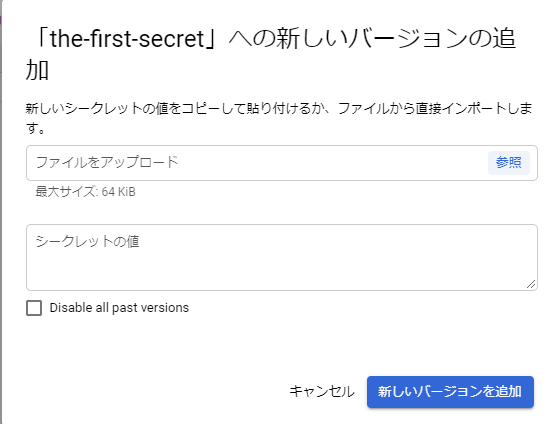 「the-first-secret」への新しいバージョンの追
加
新しいシークレットの値をコピーして貼り付けるか、ファイルから直接インポートしま
す。
ファイルをアップロード 参照
最大サイズ: 64 KiB
シークレットの値
Disable all past versions
キャンセル 新しいバージョンを追加